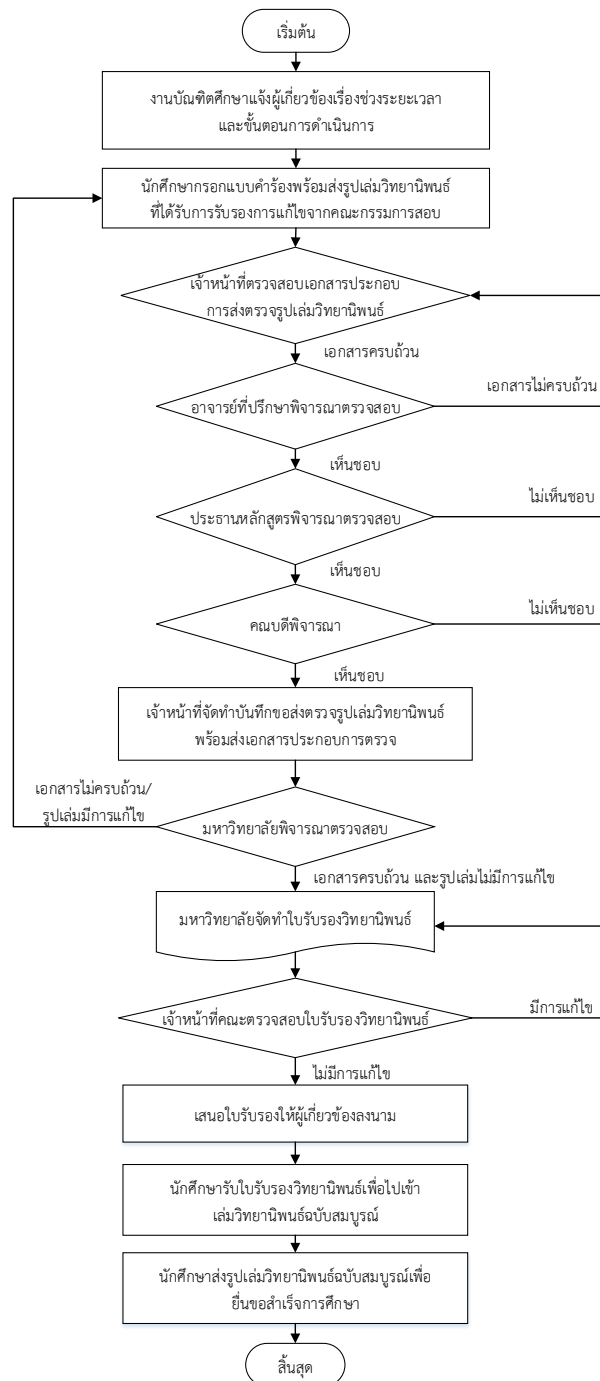 เริ่มต้น
งานบัณฑิตศึกษาแจ้งผู้เกี่ยวข้องเรื่องช่วงระยะเวลา
และขั้นตอนการดำเนินการ
นักศึกษากรอกแบบคำร้องพร้อมส่งรูปเล่มวิทยานิพนธ์
ที่ได้รับการรับรองการแก้ไขจากคณะกรรมการสอบ
เจ้าหน้าที่ตรวจสอบเอกสารประกอบ
การส่งตรวจรูปเล่มวิทยานิพนธ์
เอกสารครบถ้วน
อาจารย์ที่ปรึกษาพิจารณาตรวจสอบ
เอกสารไม่ครบถ้วน
เห็นชอบ
ประธานหลักสูตรพิจารณาตรวจสอบ
ไม่เห็นชอบ
เห็นชอบ
คณบดีพิจารณา
ไม่เห็นชอบ
เห็นชอบ
เจ้าหน้าที่จัดทำบันทึกขอส่งตรวจรูปเล่มวิทยานิพนธ์
พร้อมส่งเอกสารประกอบการตรวจ
เอกสารไม่ครบถ้วน/
รูปเล่มมีการแก้ไข
มหาวิทยาลัยพิจารณาตรวจสอบ
เอกสารครบถ้วน และรูปเล่มไม่มีการแก้ไข
มหาวิทยาลัยจัดทำใบรับรองวิทยานิพนธ์
เจ้าหน้าที่คณะตรวจสอบใบรับรองวิทยานิพนธ์
มีการแก้ไข
ไม่มีการแก้ไข
เสนอใบรับรองให้ผู้เกี่ยวข้องลงนาม
นักศึกษารับใบรับรองวิทยานิพนธ์เพื่อไปเข้า
เล่มวิทยานิพนธ์ฉบับสมบูรณ์
นักศึกษาส่งรูปเล่มวิทยานิพนธ์ฉบับสมบูรณ์เพื่อ
ยื่นขอสำเร็จการศึกษา
สิ้นสุด